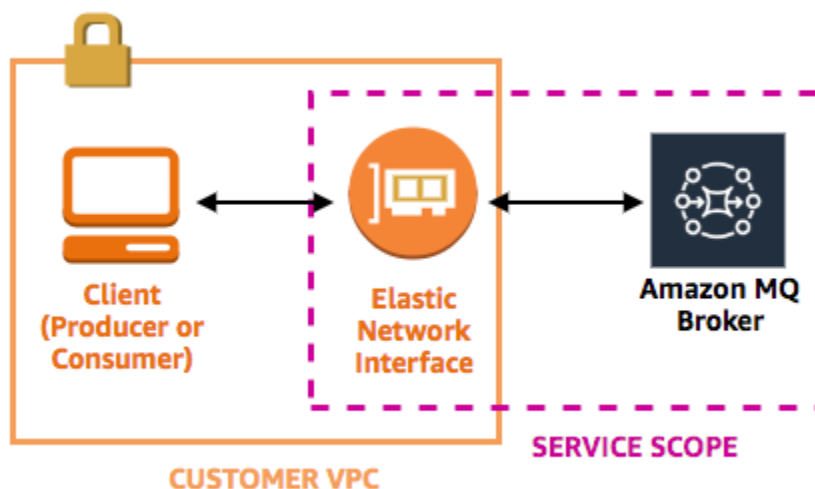 Client
(Producer or
Consumer)
Elastic
Network
Interface
Amazon MQ
Broker
SERVICE SCOPE
CUSTOMER VPC